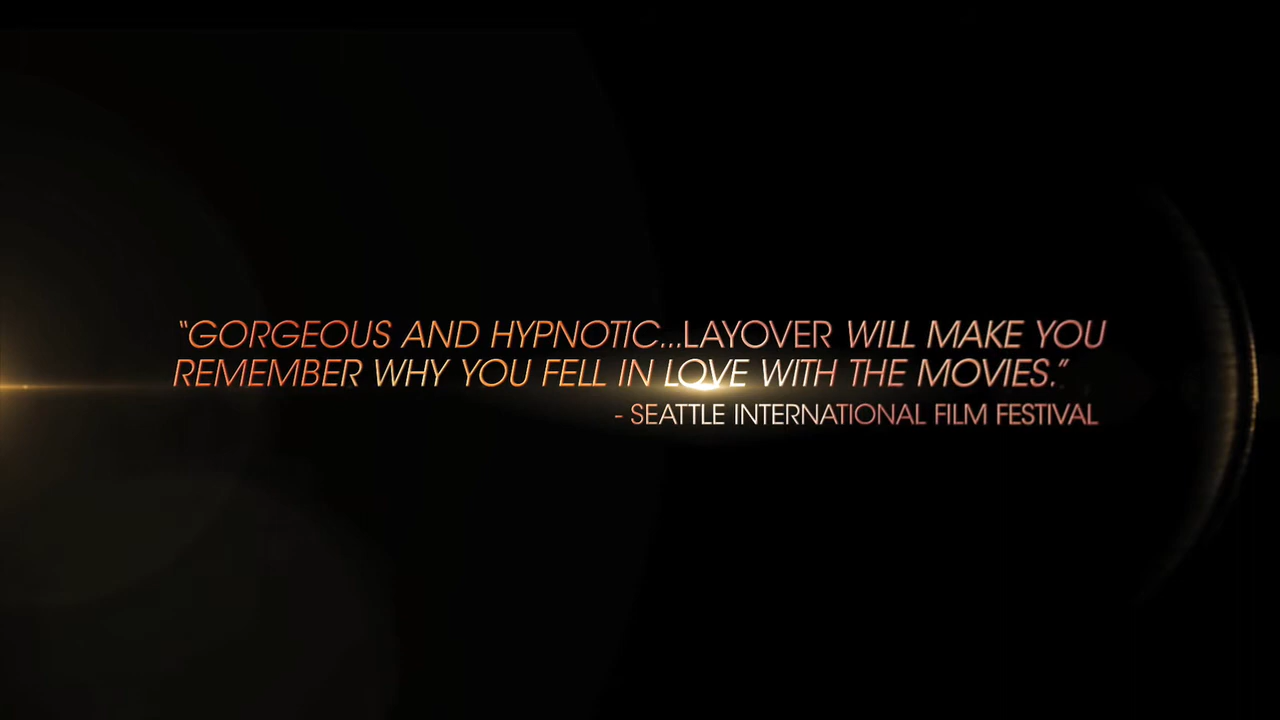 “GORGEOUS AND HYPNOTIC...LAYOVER WILL MAKE YOU
REMEMBER WHY YOU FELL IN LOVE WITH THE MOVIES.”
- SEATTLE INTERNATIONAL FILM FESTIVAL